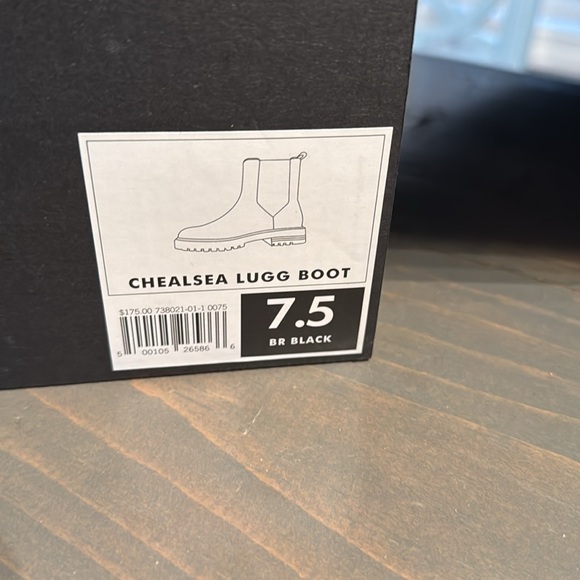 CHEALSEA LUGG BOOT
$175.00 738021-01-1 0075
7.5
BR BLACK
5 00105 26586 6